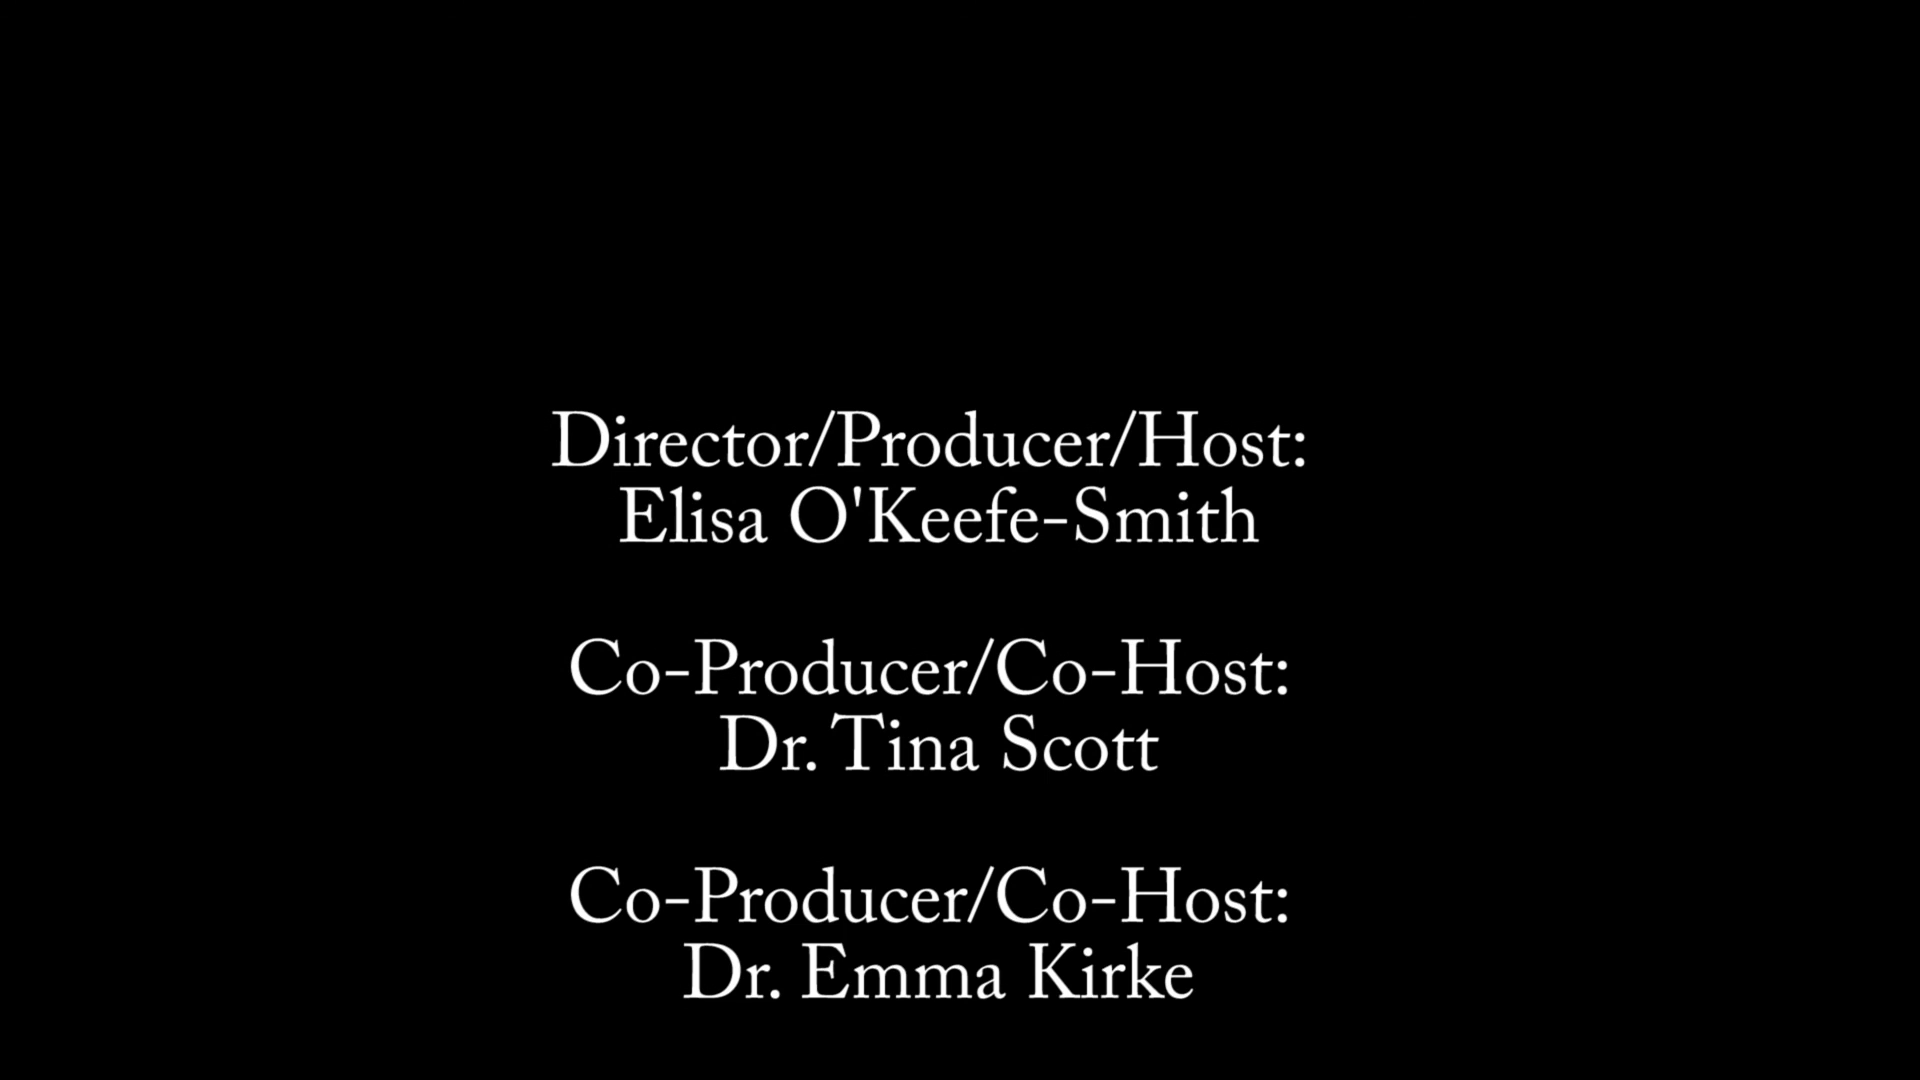 Director/Producer/Host:
Elisa O'Keefe-Smith
Co-Producer/Co-Host:
Dr. Tina Scott
Co-Producer/Co-Host:
Dr. Emma Kirke